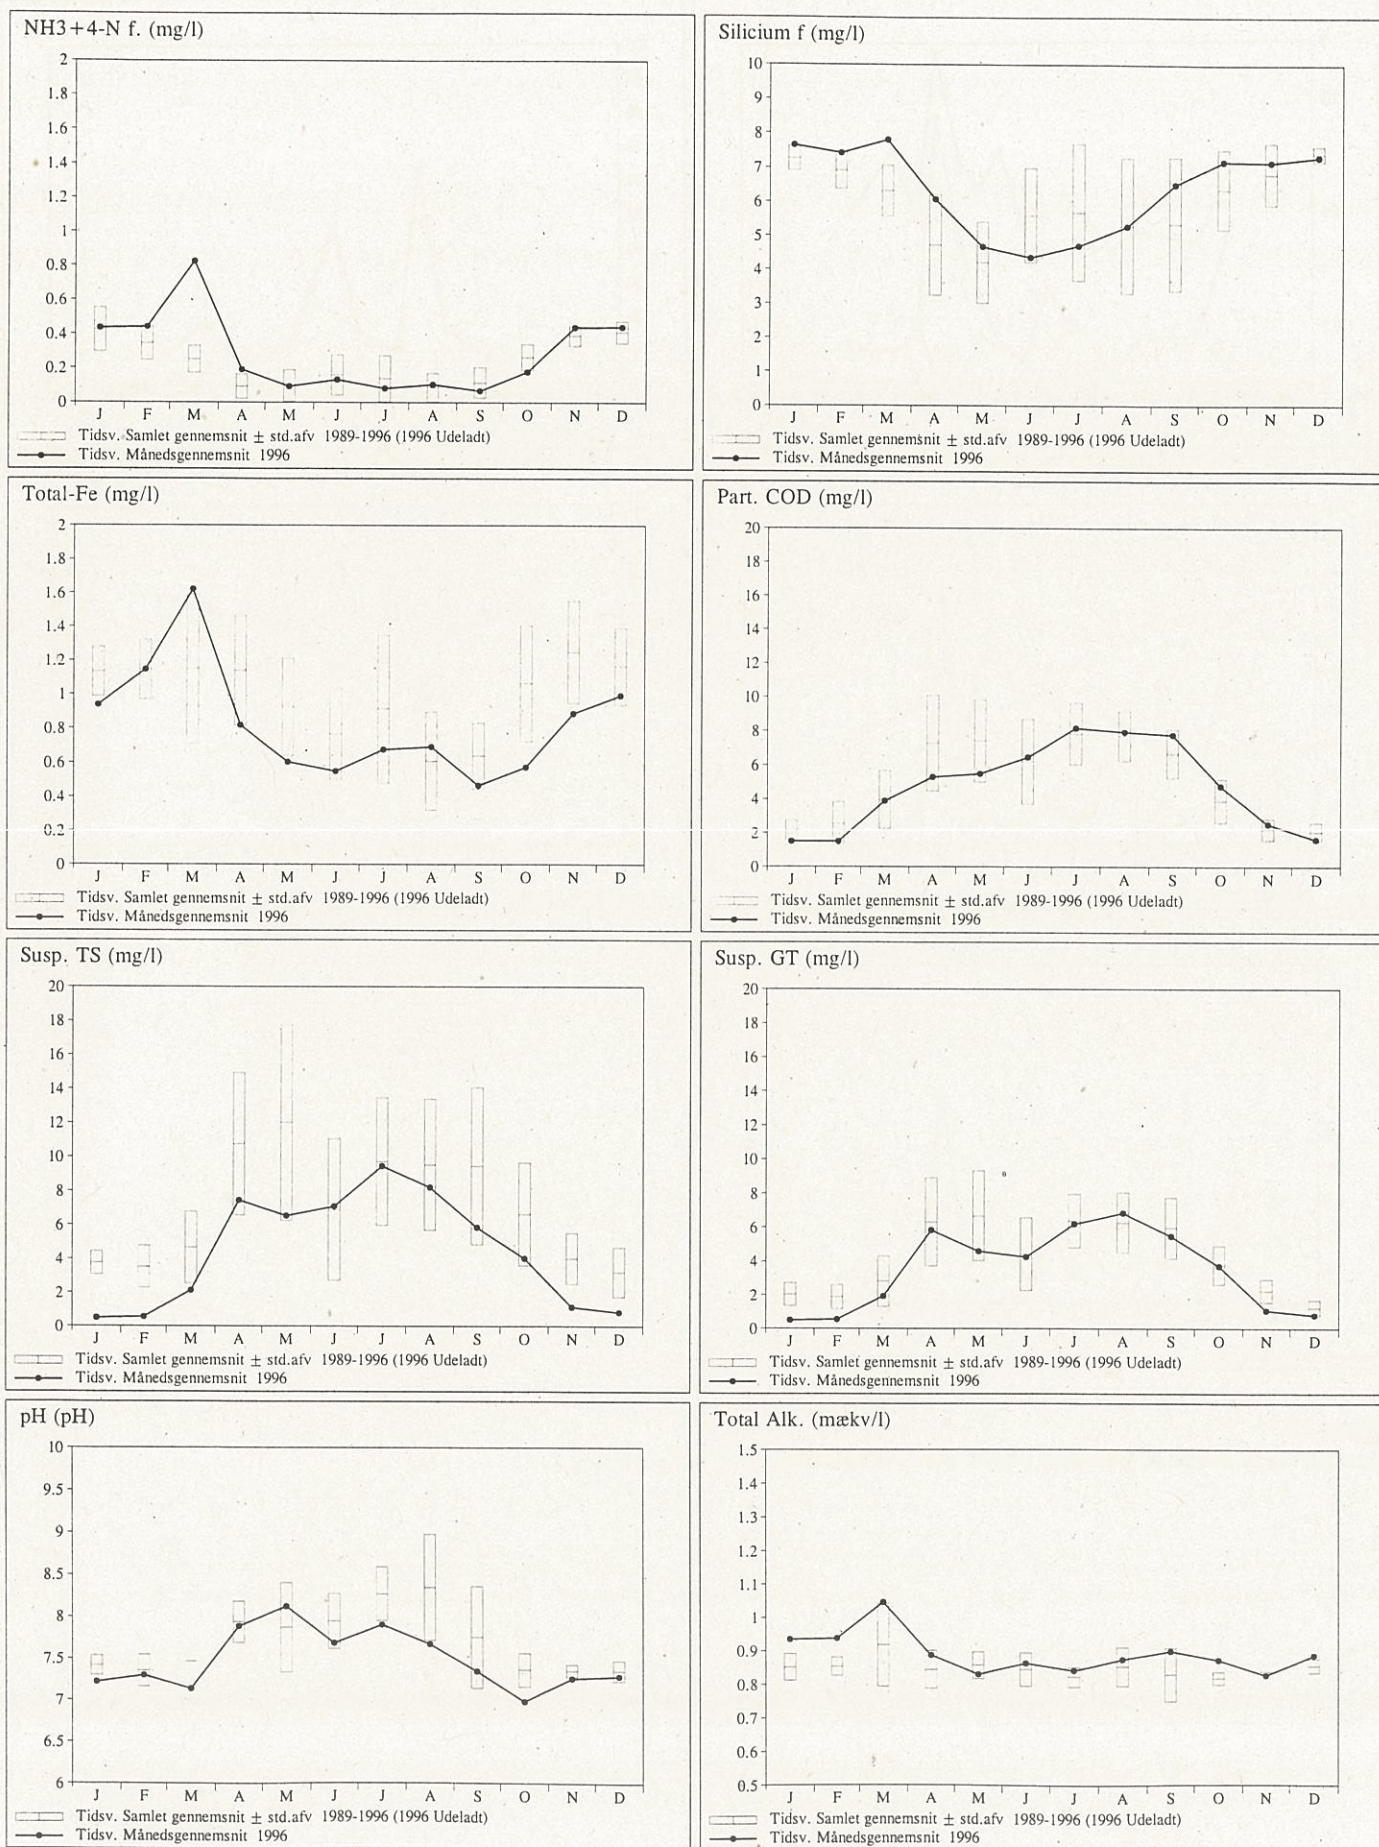 NH3+4-N f. (mg/l)
2
1.8
1.6
1.4
1.2
1
0.8
0.6
0.4
0.2
0
J F M A M J J A S O N D
Tidsv. Samlet gennemsnit ± std.afv 1989-1996 (1996 Udeladt)
Tidsv. Månedsgennemsnit 1996
Silicium f (mg/l)
10
9
8
7
6
5
4
3
2
1
0
J F M A M J J A S O N D
Tidsv. Samlet gennemsnit ± std.afv 1989-1996 (1996 Udeladt)
Tidsv. Månedsgennemsnit 1996
Total-Fe (mg/l)
2
1.8
1.6
1.4
1.2
1
0.8
0.6
0.4
0.2
0
J F M A M J J A S O N D
Tidsv. Samlet gennemsnit ± std.afv 1989-1996 (1996 Udeladt)
Tidsv. Månedsgennemsnit 1996
Part. COD (mg/l)
20
18
16
14
12
10
8
6
4
2
0
J F M A M J J A S O N D
Tidsv. Samlet gennemsnit ± std.afv 1989-1996 (1996 Udeladt)
Tidsv. Månedsgennemsnit 1996
Susp. TS (mg/l)
20
18
16
14
12
10
8
6
4
2
0
J F M A M J J A S O N D
Tidsv. Samlet gennemsnit ± std.afv 1989-1996 (1996 Udeladt)
Tidsv. Månedsgennemsnit 1996
Susp. GT (mg/l)
20
18
16
14
12
10
8
6
4
2
0
J F M A M J J A S O N D
Tidsv. Samlet gennemsnit ± std.afv 1989-1996 (1996 Udeladt)
Tidsv. Månedsgennemsnit 1996
pH (pH)
10
9.5
9
8.5
8
7.5
7
6.5
6
J F M A M J J A S O N D
Tidsv. Samlet gennemsnit ± std.afv 1989-1996 (1996 Udeladt)
Tidsv. Månedsgennemsnit 1996
Total Alk. (mækv/l)
1.5
1.4
1.3
1.2
1.1
1
0.9
0.8
0.7
0.6
0.5
J F M A M J J A S O N D
Tidsv. Samlet gennemsnit ± std.afv 1989-1996 (1996 Udeladt)
Tidsv. Månedsgennemsnit 1996